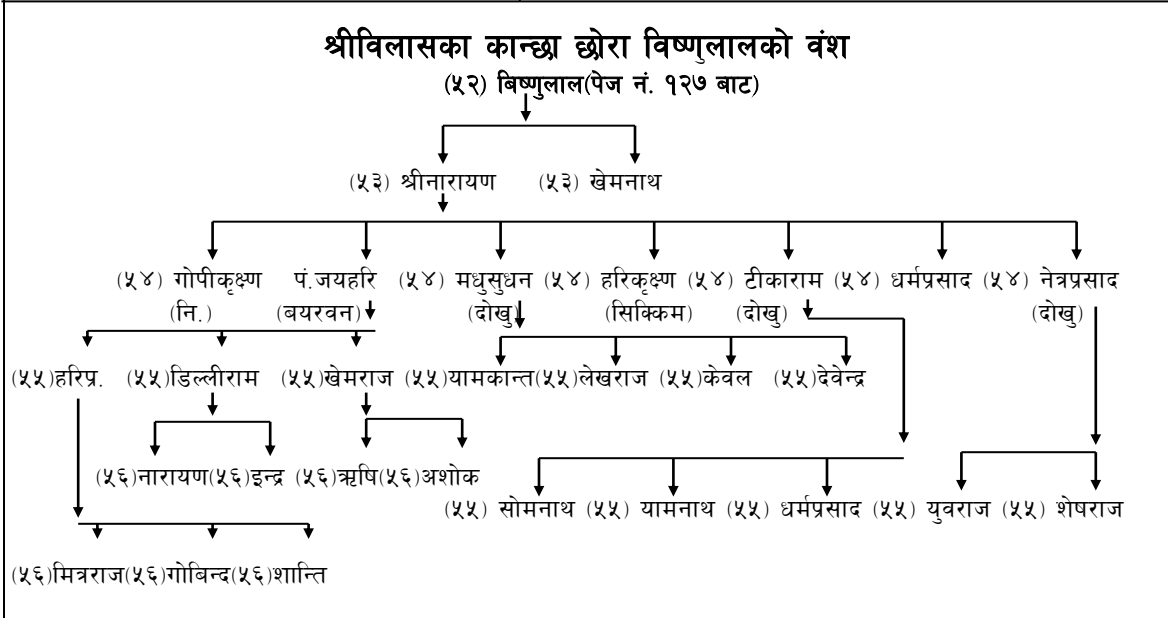 श्रीविलासका कान्छा छोरा विष्णुलालको वंश
(५२) बिष्णुलाल(पेज नं. १२७ बाट)
(५३) श्रीनारायण (५३) खेमनाथ
(५४) गोपीकृष्ण पं.जयहरि (५४) मधुसुधन (५४) हरिकृष्ण (५४) टीकाराम (५४) धर्मप्रसाद (५४) नेत्रप्रसाद
(नि.) (बयरवन) (दोखु) (सिक्किम) (दोखु) (दोखु)
(५५)हरिप्र. (५५)डिल्लीराम (५५)खेमराज (५५)यामकान्त(५५)लेखराज (५५)केवल (५५)देवेन्द्र
(५६)नारायण(५६)इन्द्र (५६)ऋषि(५६)अशोक
(५५) सोमनाथ (५५) यामनाथ (५५) धर्मप्रसाद (५५) युवराज (५५) शेषराज
(५६)मित्रराज(५६)गोबिन्द(५६)शान्ति